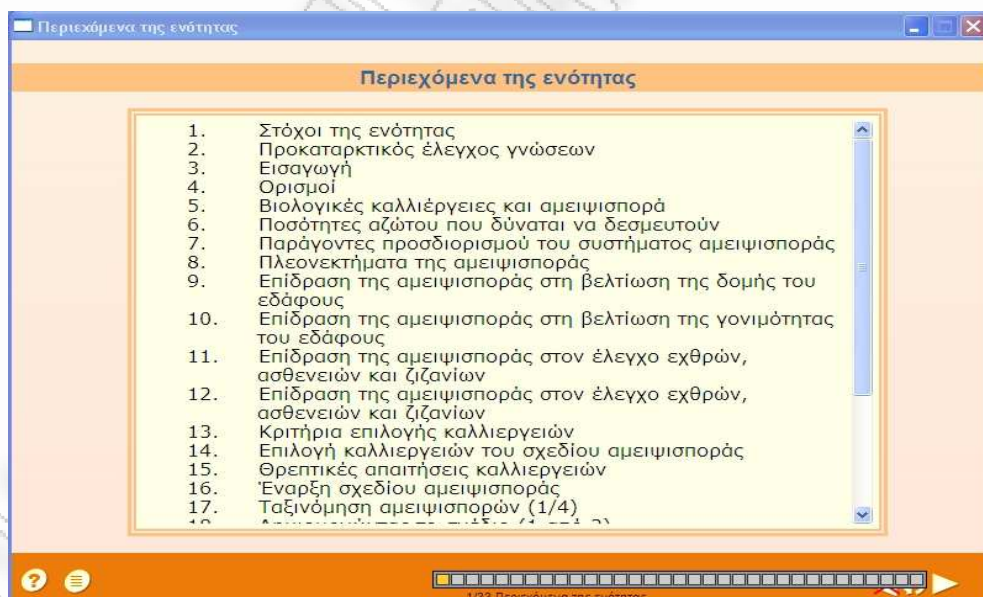 Περιεχόμενα της ενότητας
Περιεχόμενα της ενότητας
1. Στόχοι της ενότητας
2. Προκαταρκτικός έλεγχος γνώσεων
3. Εισαγωγή
4. Ορισμοί
5. Βιολογικές καλλιέργειες και αμειψισπορά
6. Ποσότητες αζώτου που δύναται να δεσμευτούν
7. Παράγοντες προσδιορισμού του συστήματος αμειψισποράς
8. Πλεονεκτήματα της αμειψισποράς
9. Επίδραση της αμειψισποράς στη βελτίωση της δομής του
εδάφους
10. Επίδραση της αμειψισποράς στη βελτίωση της γονιμότητας
του εδάφους
11. Επίδραση της αμειψισποράς στον έλεγχο εχθρών,
ασθενειών και ζιζανίων
12. Επίδραση της αμειψισποράς στον έλεγχο εχθρών,
ασθενειών και ζιζανίων
13. Κριτήρια επιλογής καλλιεργειών
14. Επιλογή καλλιεργειών του σχεδίου αμειψισποράς
15. Θρεπτικές απαιτήσεις καλλιεργειών
16. Έναρξη σχεδίου αμειψισποράς
17. Ταξινόμηση αμειψισπορών (1/4)
1/33 Περιεχόμενα της ενότητας